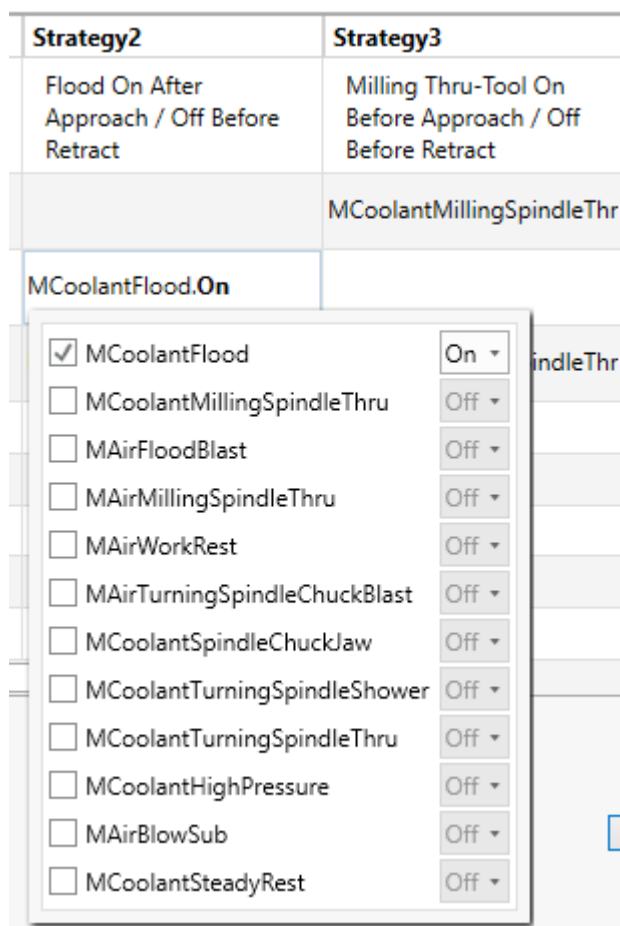 Strategy2
Strategy3
Flood On After
Approach / Off Before
Retract
Milling Thru-Tool On
Before Approach / Off
Before Retract
MCoolantMillingSpindleThr
MCoolantFlood.On
MCoolantFlood On
indleThr
MCoolantMillingSpindleThru Off
MAirFloodBlast Off
MAirMillingSpindleThru Off
MAirWorkRest Off
MAirTurningSpindleChuckBlast Off
MCoolantSpindleChuckJaw Off
MCoolantTurningSpindleShower Off
MCoolantTurningSpindleThru Off
MCoolantHighPressure Off
MAirBlowSub Off
MCoolantSteadyRest Off